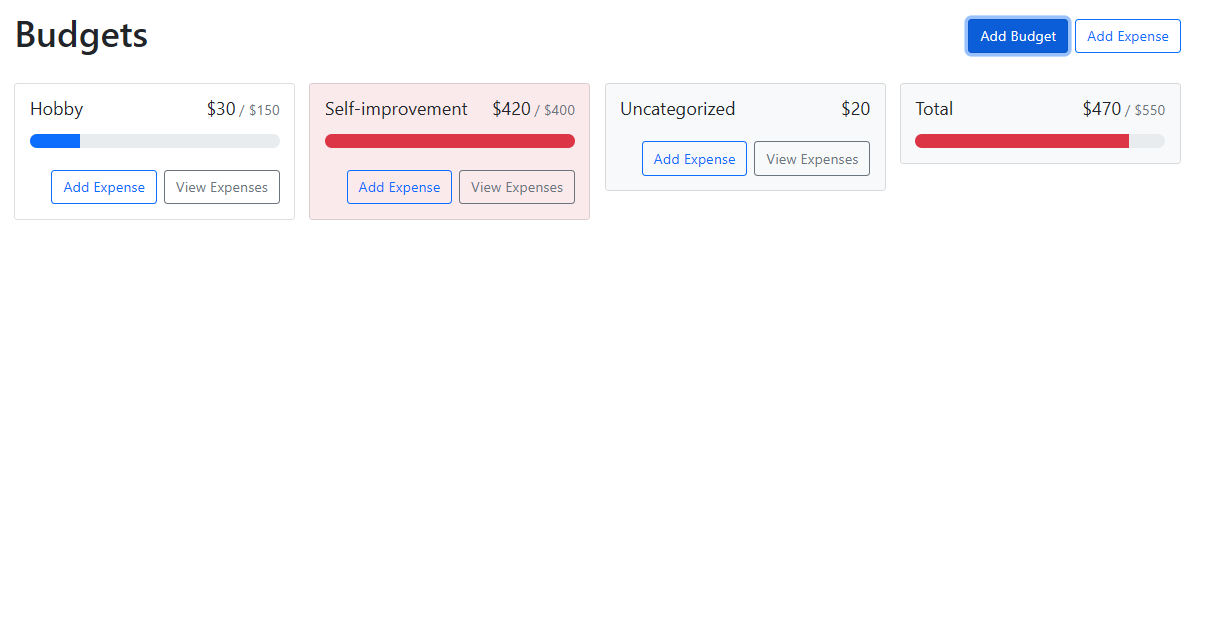 Budgets
Add Budget
Add Expense
Hobby $30 / $150
Add Expense
View Expenses
Self-improvement $420 / $400
Add Expense
View Expenses
Uncategorized $20
Add Expense
View Expenses
Total $470 / $550